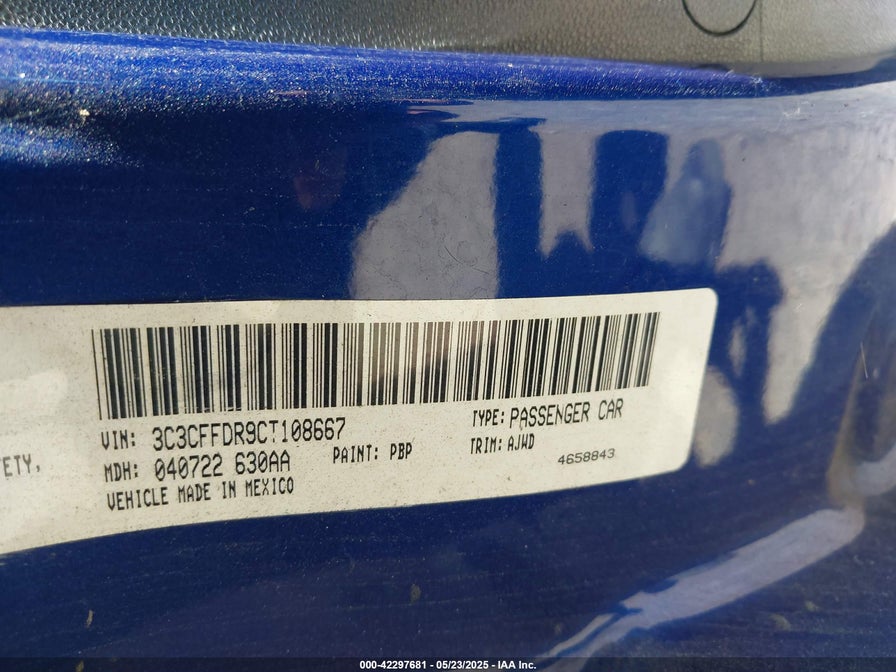 ETY,
VIN: 3C3CFFDR9CT108667
TYPE: PASSENGER CAR
MDH: 040722 630AA
PAINT: PBP
TRIM: AJWD
VEHICLE MADE IN MEXICO
4658843
000-42297681 - 05/23/2025 - IAA Inc.